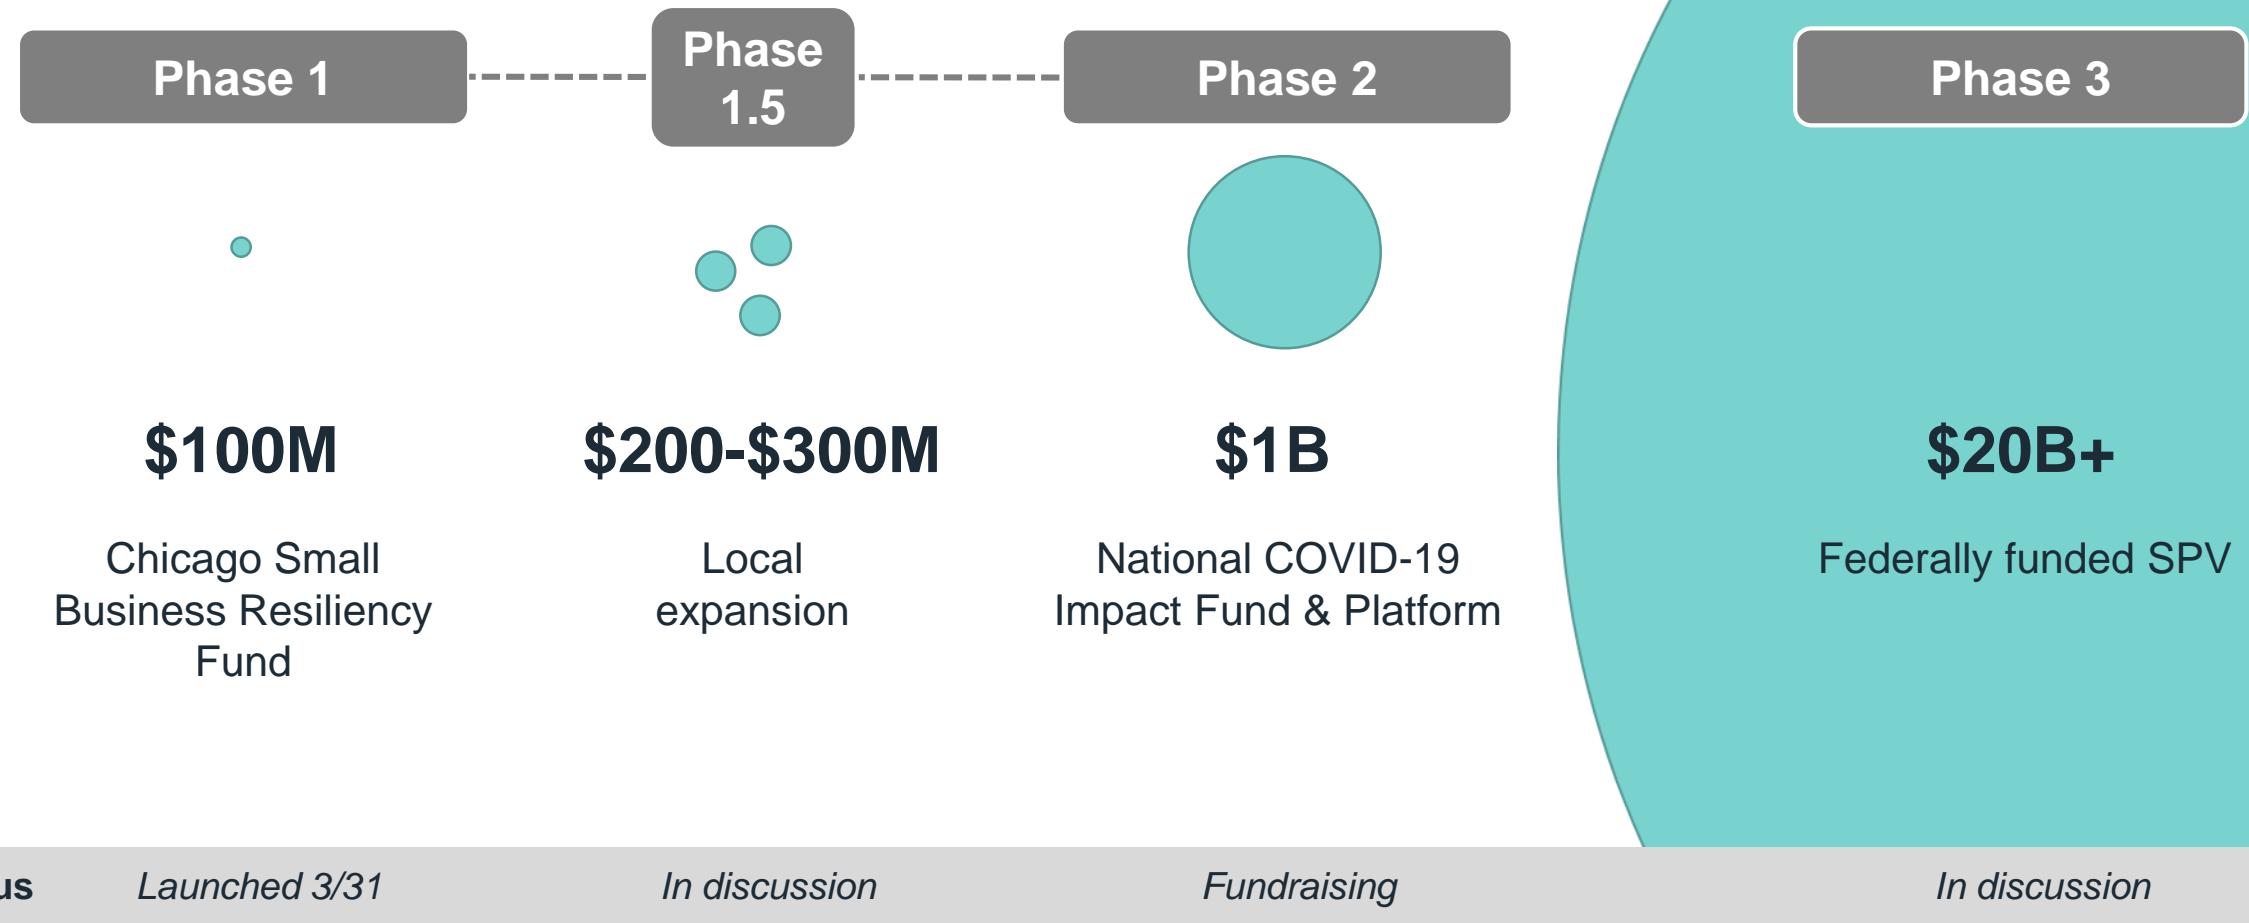 Phase 1
Phase
1.5
Phase 2
Phase 3
$100M
$200-$300M
$1B
$20B+
Chicago Small
Business Resiliency
Fund
Local
expansion
National COVID-19
Impact Fund & Platform
Federally funded SPV
us
Launched 3/31
In discussion
Fundraising
In discussion